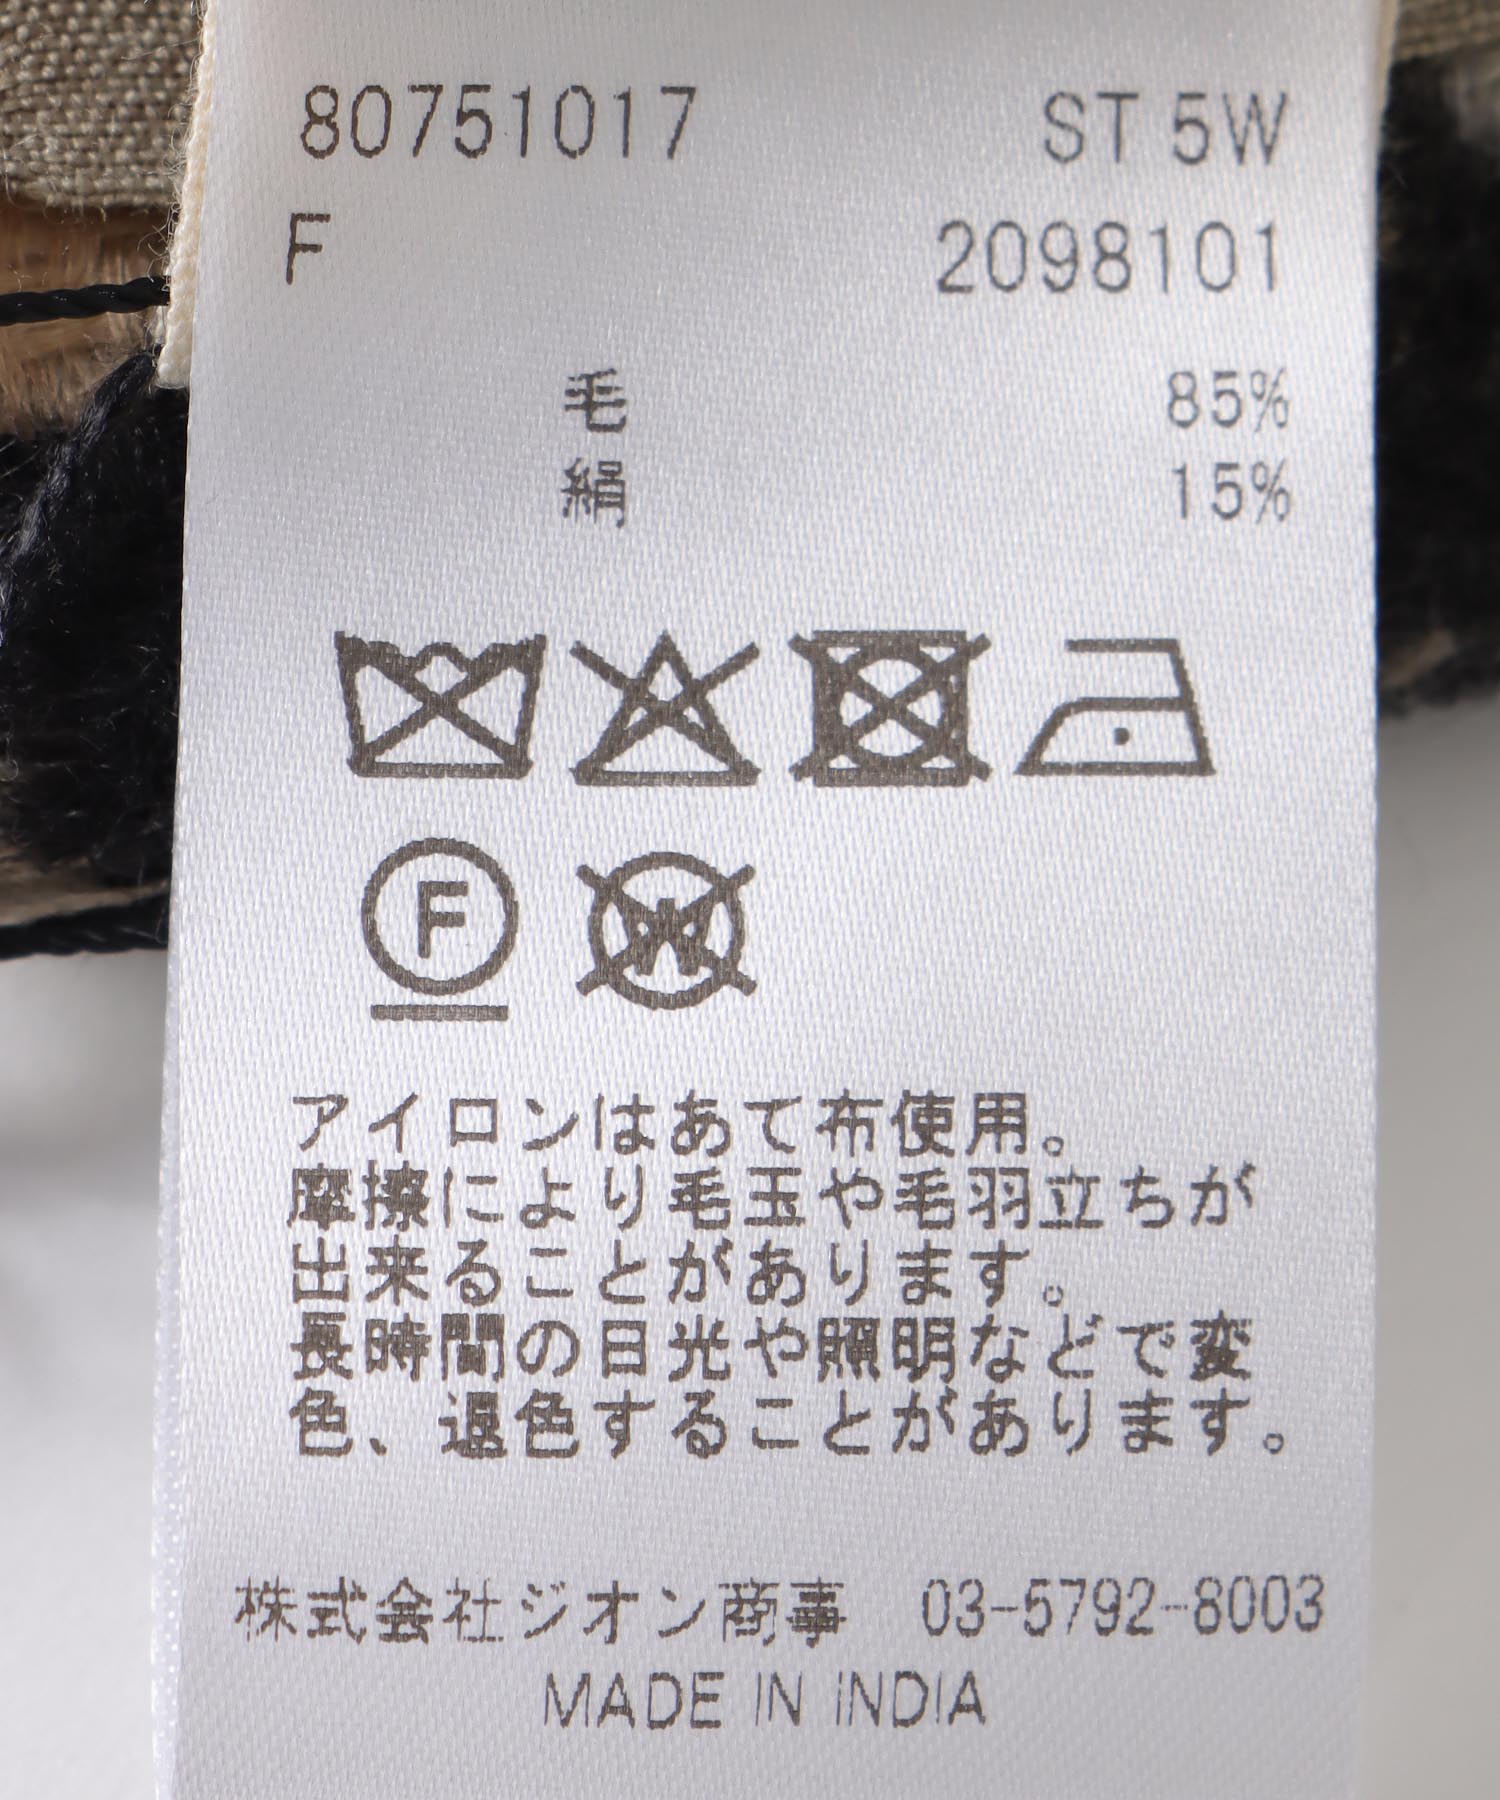 80751017 ST 5W
F 2098101
毛 85%
絹 15%
F
W
アイロンはあて布使用。
摩擦により毛玉や毛羽立ちが
出来ることがあります。
長時間の日光や照明などで変
色、退色することがあります。
株式会社ジオン商事 03-5792-8003
MADE IN INDIA